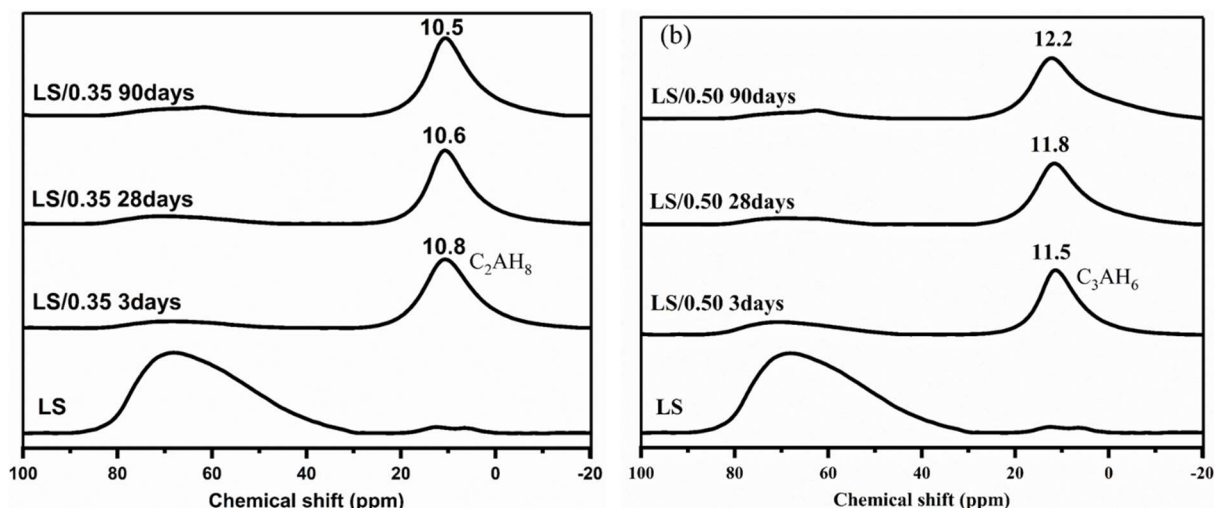 10.5
LS/0.35 90days
10.6
LS/0.35 28days
10.8
C₂AH₈
LS/0.35 3days
LS
100 80 60 40 20 0 -20
Chemical shift (ppm)
(b)
12.2
LS/0.50 90days
11.8
LS/0.50 28days
11.5
C₃AH₆
LS/0.50 3days
LS
100 80 60 40 20 0 -20
Chemical shift (ppm)